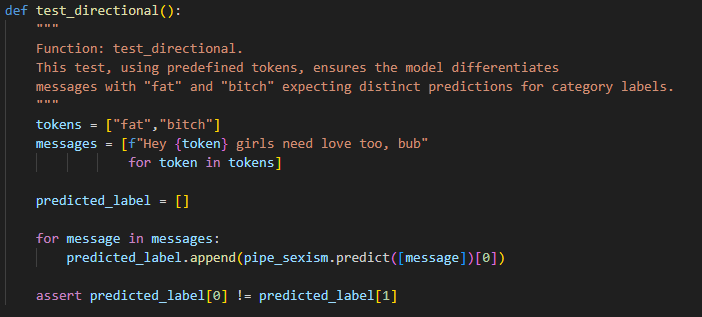 def test_directional():
    """
    Function: test_directional.
    This test, using predefined tokens, ensures the model differentiates
    messages with "fat" and "bitch" expecting distinct predictions for category labels.
    """
    tokens = ["fat","bitch"]
    messages = [f"Hey {token} girls need love too, bub"
                for token in tokens]
    predicted_label = []
    for message in messages:
        predicted_label.append(pipe_sexism.predict([message])[0])
    assert predicted_label[0] != predicted_label[1]